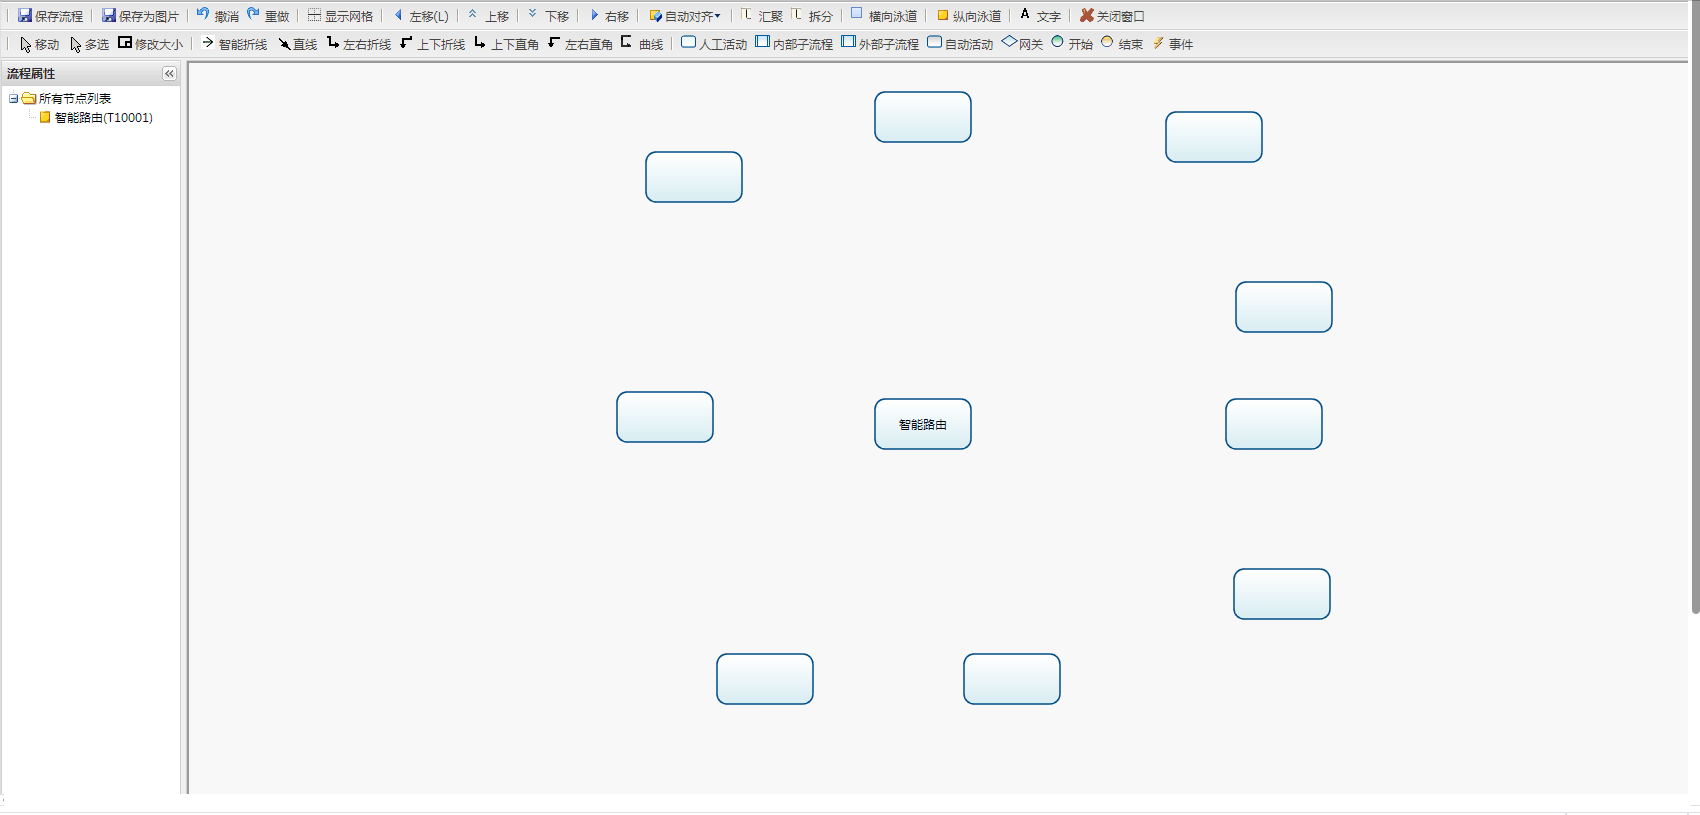 保存流程 保存为图片 撤消 重做 显示网格 左移(L) 上移 下移 右移 自动对齐 汇聚 拆分 横向泳道 纵向泳道 A 文字 关闭窗口
移动 多选 修改大小 智能折线 直线 左右折线 上下折线 上下直角 左右直角 曲线 人工活动 内部子流程 外部子流程 自动活动 网关 开始 结束 事件
流程属性
所有节点列表
智能路由(T10001)
智能路由